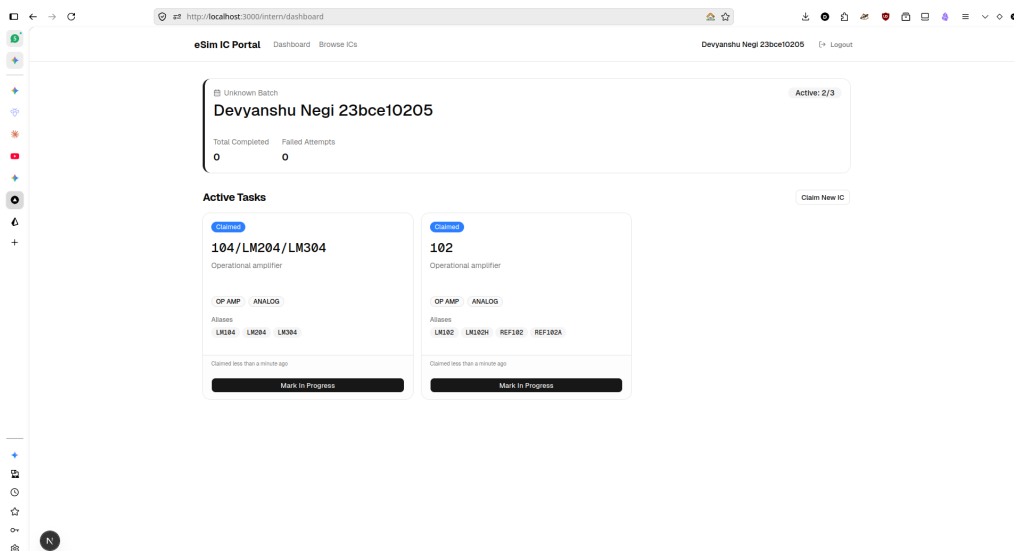 http://localhost:3000/intern/dashboard
eSim IC Portal Dashboard Browse ICs Devyanshu Negi 23bce10205 Logout
Unknown Batch Active: 2/3
Devyanshu Negi 23bce10205
Total Completed Failed Attempts
0 0
Active Tasks Claim New IC
Claimed
104/LM204/LM304
Operational amplifier
OP AMP ANALOG
Aliases
LM104 LM204 LM304
Claimed less than a minute ago
Mark In Progress
Claimed
102
Operational amplifier
OP AMP ANALOG
Aliases
LM102 LM102H REF102 REF102A
Claimed less than a minute ago
Mark In Progress
N